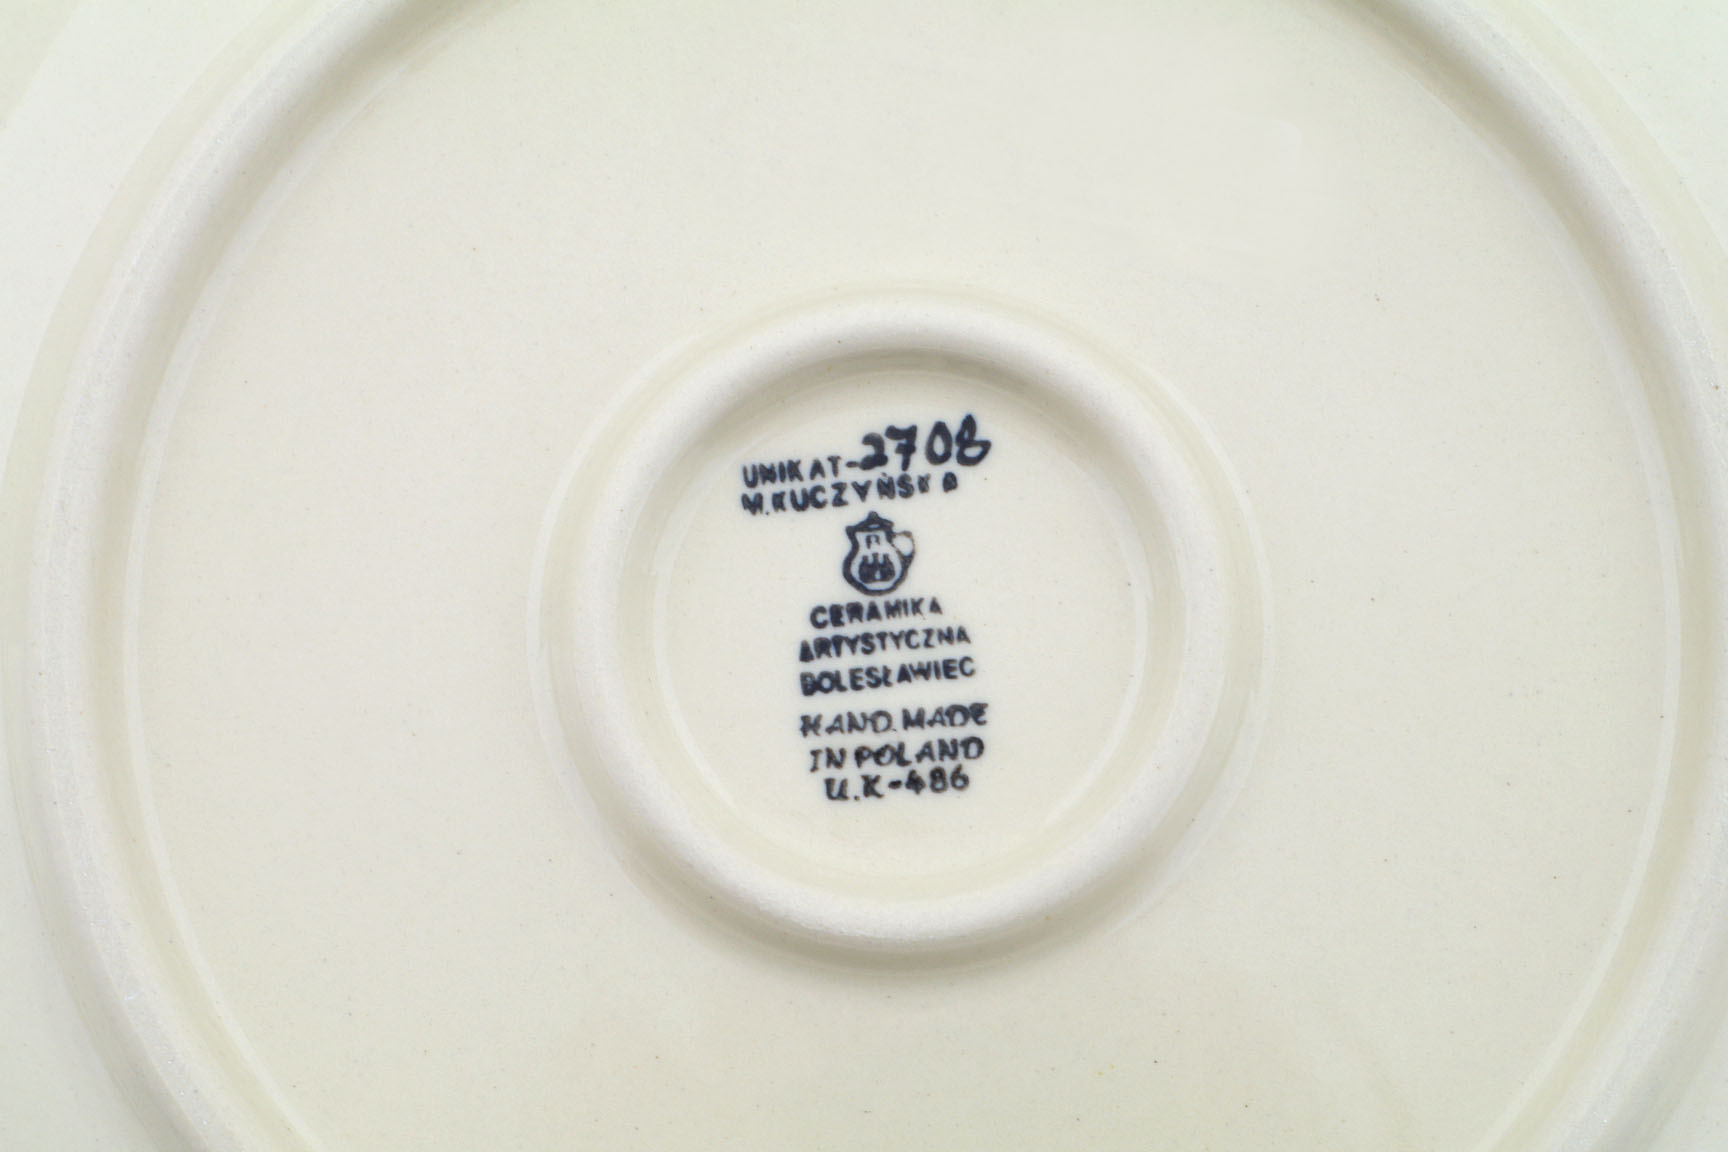 UNIKAT-2708
M.KUCZYŃSKA
CERAMIKA
ARTYSTYCZNA
BOLESŁAWIEC
HAND.MADE
IN POLAND
U.K-486